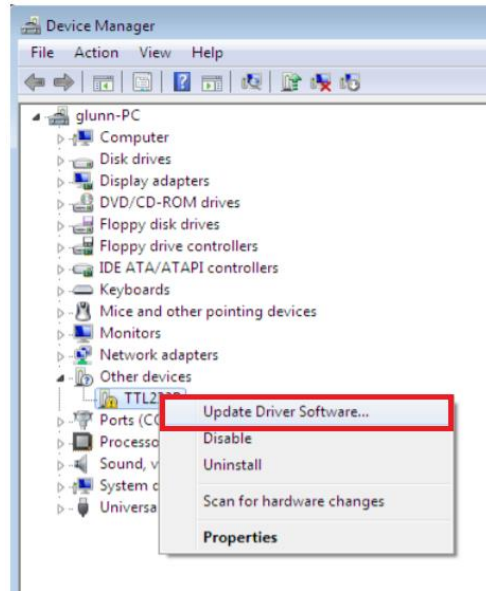 Device Manager
File Action View Help
glunn-PC
Computer
Disk drives
Display adapters
DVD/CD-ROM drives
Floppy disk drives
Floppy drive controllers
IDE ATA/ATAPI controllers
Keyboards
Mice and other pointing devices
Monitors
Network adapters
Other devices
Update Driver Software...
Ports (CO
Disable
Processo
Sound, v
Uninstall
System d
Scan for hardware changes
Universa
Properties